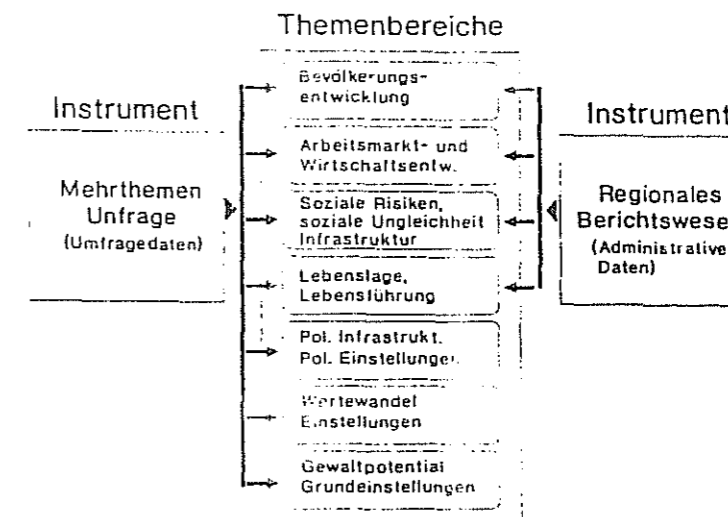 Themenbereiche
Instrument
Mehrthemen
Unfrage
(Umfragedaten)
Bevölkerungs-
entwicklung
Arbeitsmarkt- und
Wirtschaftsentw.
Soziale Risiken,
soziale Ungleichheit
Infrastruktur
Lebenslage,
Lebensführung
Pol. Infrastrukt.
Pol. Einstellungen
Wertewandel
Einstellungen
Gewaltpotential
Grundeinstellungen
Instrument
Regionales
Berichtswese
(Administrative
Daten)